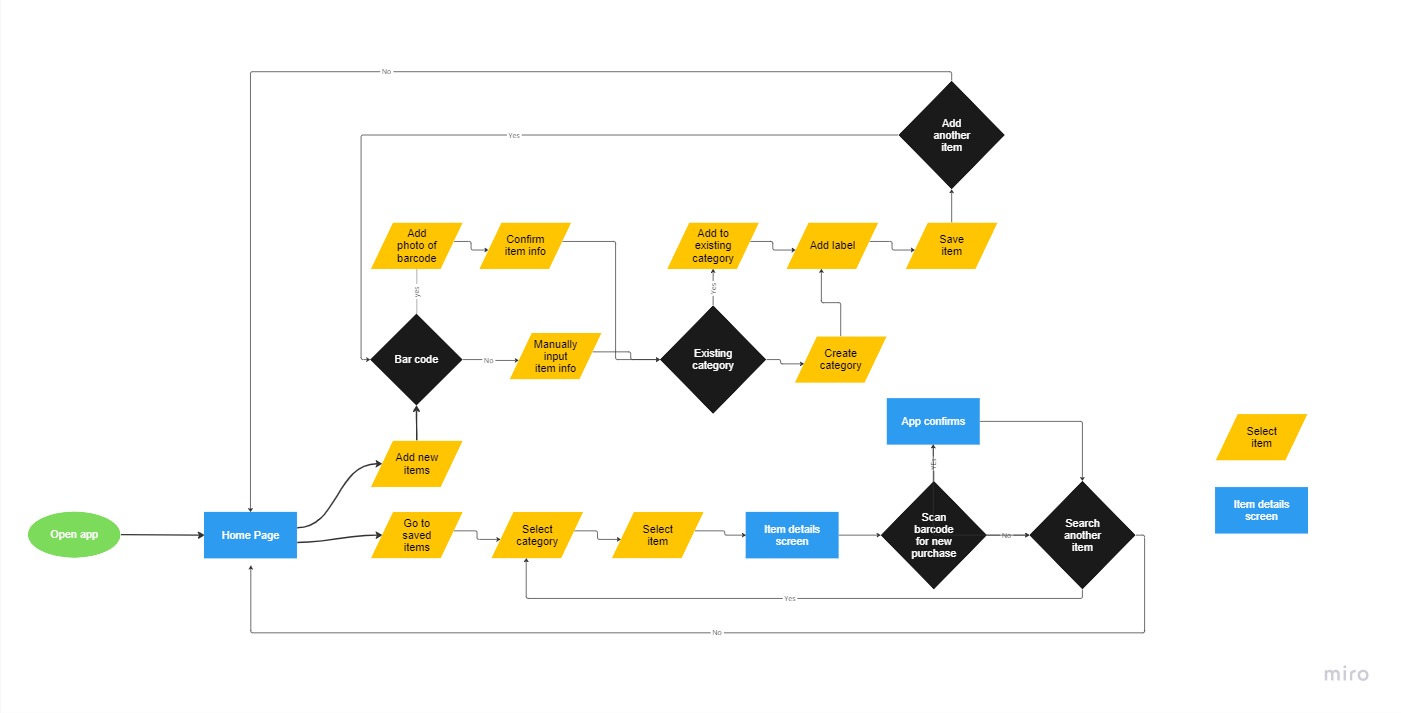 No
Add
another
item
Yes
Add
photo of
barcode
Confirm
item info
Add to
existing
category
Add label
Save
item
yes
Yes
Bar code
No
Manually
input
item info
Existing
category
Create
category
App confirms
Select
item
YEs
Add new
items
Open app
Home Page
Go to
saved
items
Select
category
Select
item
Item details
screen
Scan
barcode
for new
purchase
No
Search
another
item
Item details
screen
Yes
No
miro